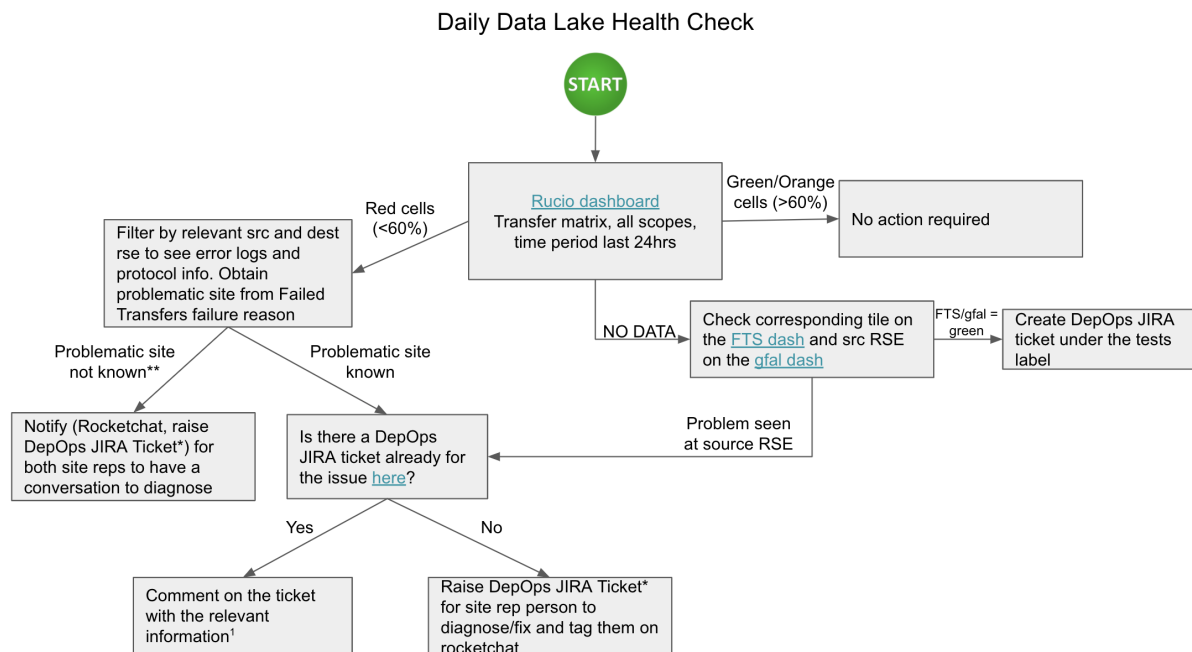 Daily Data Lake Health Check
START
Rucio dashboard
Transfer matrix, all scopes,
time period last 24hrs
Green/Orange
cells (>60%)
No action required
Red cells
(<60%)
Filter by relevant src and dest
rse to see error logs and
protocol info. Obtain
problematic site from Failed
Transfers failure reason
NO DATA
Check corresponding tile on
the FTS dash and src RSE
on the gfal dash
FTS/gfal =
green
Create DepOps JIRA
ticket under the tests
label
Problematic site
not known**
Problematic site
known
Notify (Rocketchat, raise
DepOps JIRA Ticket*) for
both site reps to have a
conversation to diagnose
Is there a DepOps
JIRA ticket already for
the issue here?
Problem seen
at source RSE
Yes
No
Comment on the ticket
with the relevant
information¹
Raise DepOps JIRA Ticket*
for site rep person to
diagnose/fix and tag them on
rocketchat